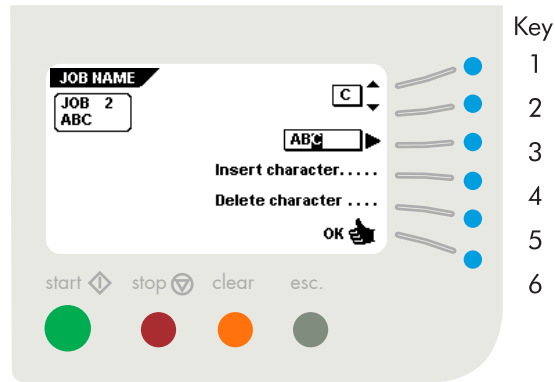 Key
JOB NAME
1
JOB 2
ABC
C
2
ABC
3
Insert character.....
4
Delete character ....
5
OK
6
start stop clear esc.